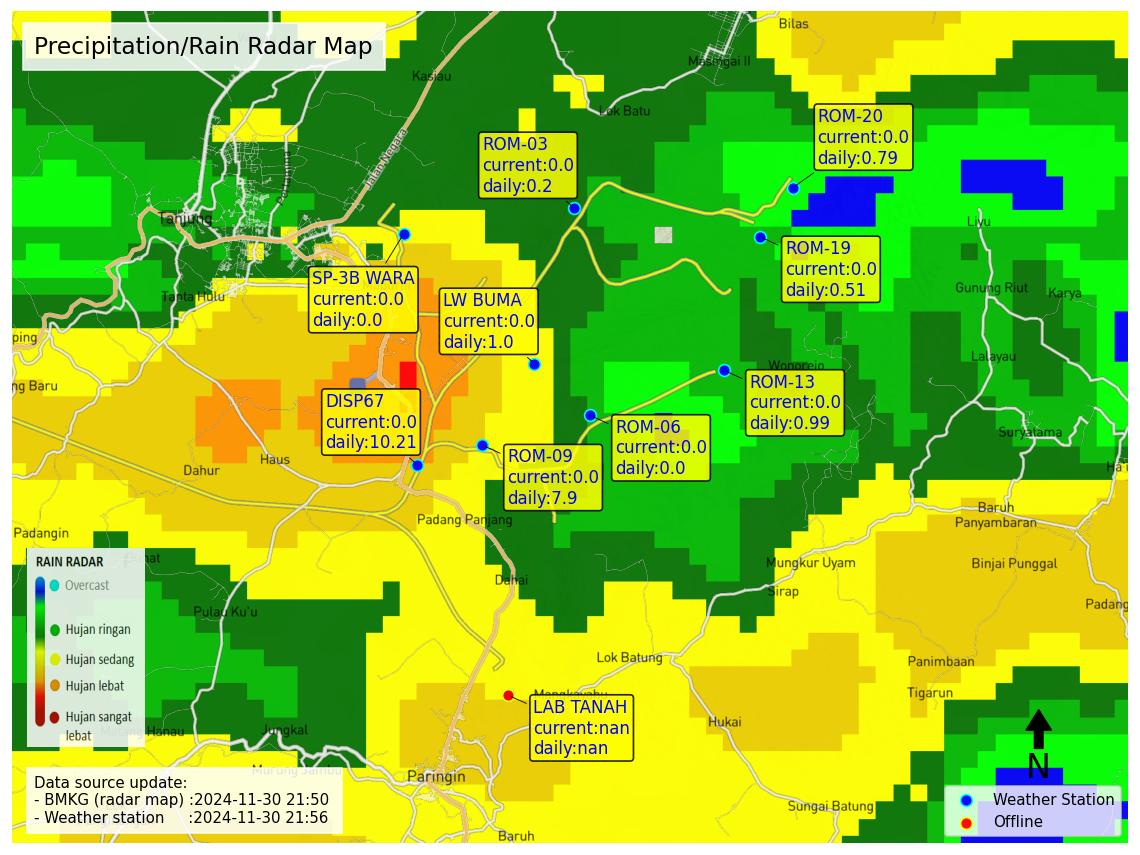 Precipitation/Rain Radar Map
Bilas
Masingai II
Kasiau
Lok Batu
Jalan Negara
ROM-20
current:0.0
daily:0.79
ROM-03
current:0.0
daily:0.2
Tanjung
Liyu
ROM-19
current:0.0
daily:0.51
SP-3B WARA
current:0.0
daily:0.0
LW BUMA
current:0.0
daily:1.0
Tanta Hulu
Gunung Riut
Karya
ping
Lalayau
Wonorejo
ng Baru
ROM-13
current:0.0
daily:0.99
DISP67
current:0.0
daily:10.21
ROM-06
current:0.0
daily:0.0
Suryatama
ROM-09
current:0.0
daily:7.9
Haus
Dahur
Padang Panjang
Baruh
Panyambaran
Padangin
Mungkur Uyam
Binjai Punggal
RAIN RADAR
Overcast
Hujan ringan
Hujan sedang
Hujan lebat
Hujan sangat
lebat
Dahai
Sirap
Padang
Pulau Ku'u
Lok Batung
Panimbaan
Tigarun
LAB TANAH
current:nan
daily:nan
Hukai
Hanau
Jungkal
Murung Jambu
Paringin
N
Data source update:
- BMKG (radar map) :2024-11-30 21:50
- Weather station :2024-11-30 21:56
Weather Station
Offline
Sungai Batung
Baruh